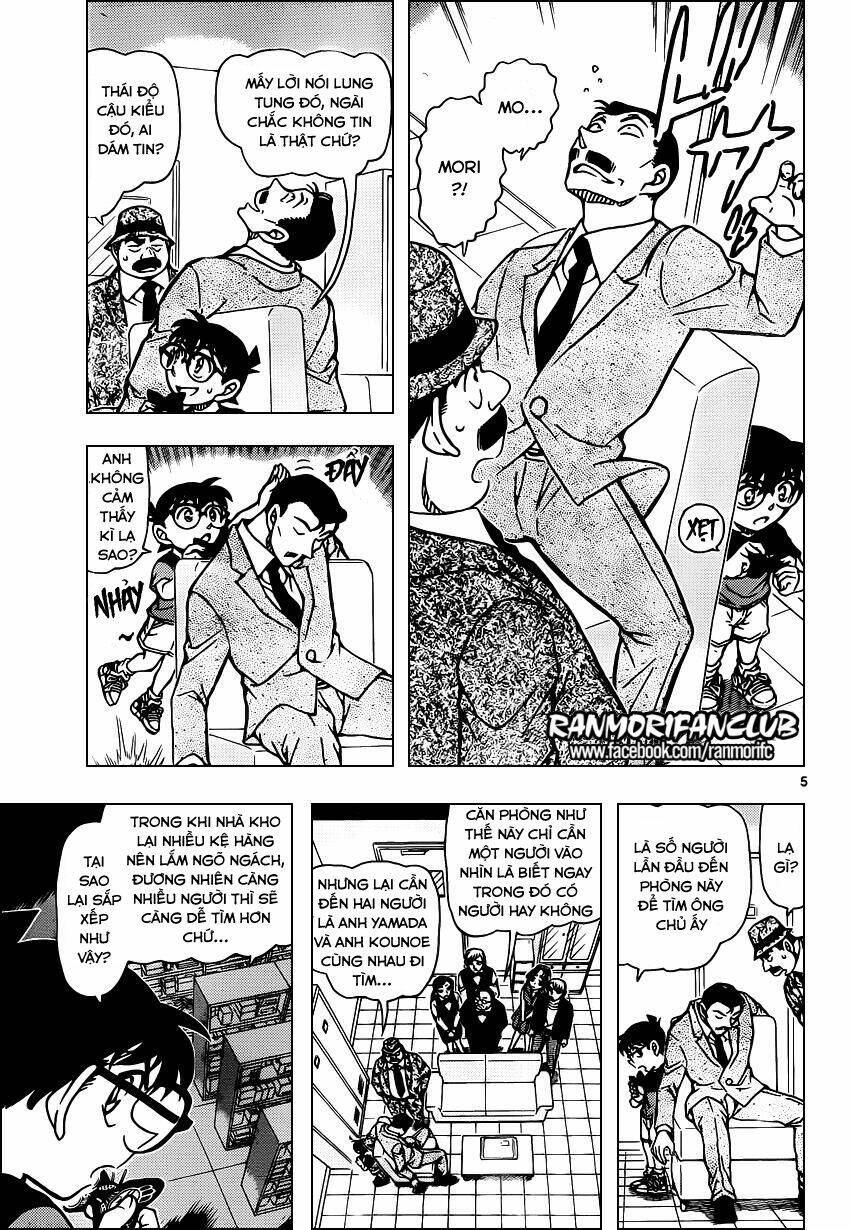 MO...
MORI
?!
XẸT
MẤY LỜI NÓI LUNG
TUNG ĐÓ, NGÀI
CHẮC KHÔNG TIN
LÀ THẬT CHỨ?
THÁI ĐỘ
CẬU KIỂU
ĐÓ, AI
DÁM TIN?
ĐẨY
ANH
KHÔNG
CẢM
THẤY
KÌ LẠ
SAO?
NHẢY
RANMORIFANCLUB
www.facebook.com/ranmorifc
5
LẠ
GÌ?
LÀ SỐ NGƯỜI
LẦN ĐẦU ĐẾN
PHÒNG NÀY
ĐỂ TÌM ÔNG
CHỦ ẤY
CĂN PHÒNG NHƯ
THẾ NÀY CHỈ CẦN
MỘT NGƯỜI VÀO
NHÌN LÀ BIẾT NGAY
TRONG ĐÓ CÓ
NGƯỜI HAY KHÔNG
NHƯNG LẠI CẦN
ĐẾN HAI NGƯỜI
LÀ ANH YAMADA
VÀ ANH KOUNOE
CÙNG NHAU ĐI
TÌM...
TRONG KHI NHÀ KHO
LẠI NHIỀU KỆ HÀNG
NÊN LẮM NGÕ NGÁCH,
ĐƯƠNG NHIÊN CÀNG
NHIỀU NGƯỜI THÌ SẼ
CÀNG DỄ TÌM HƠN
CHỨ...
TẠI
SAO
LẠI SẮP
XẾP
NHƯ
VẬY?